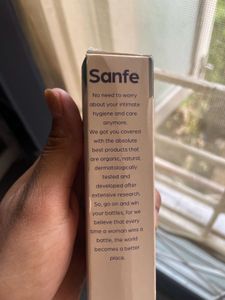 Sanfe
No need to worry
about your intimate
hygiene and care
anymore.
We got you covered
with the absolute
best products that
are organic, natural,
dermatologically
tested and
developed after
extensive research.
So, go on and win
your battles, for we
believe that every
time a woman wins a
battle, the world
becomes a better
place.